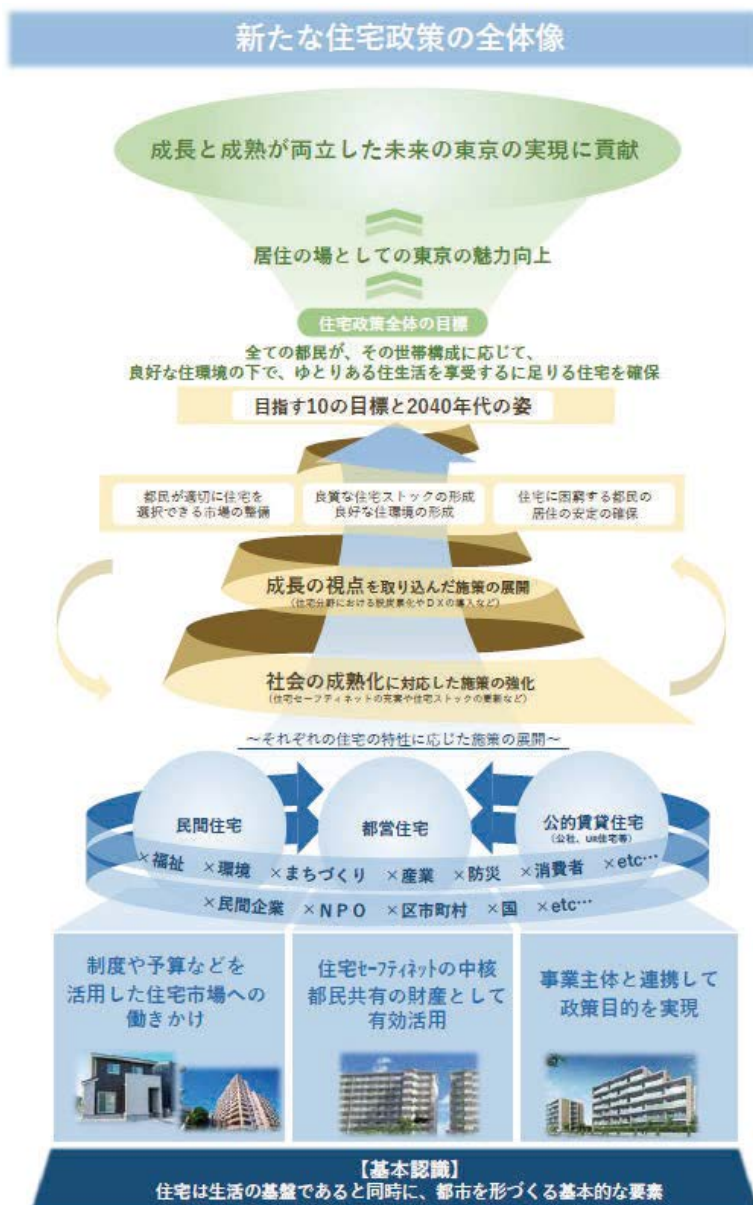 新たな住宅政策の全体像
成長と成熟が両立した未来の東京の実現に貢献
居住の場としての東京の魅力向上
住宅政策全体の目標
全ての都民が、その世帯構成に応じて、
良好な住環境の下で、ゆとりある住生活を享受するに足りる住宅を確保
目指す10の目標と2040年代の姿
都民が適切に住宅を
選択できる市場の整備
良質な住宅ストックの形成
良好な住環境の形成
住宅に困窮する都民の
居住の安定の確保
成長の視点を取り込んだ施策の展開
(住宅分野における脱炭素化やDXの導入など)
社会の成熟化に対応した施策の強化
(住宅セーフティネットの充実や住宅ストックの更新など)
～それぞれの住宅の特性に応じた施策の展開～
民間住宅
都営住宅
公的賃貸住宅
(公社、UR住宅等)
×福祉 ×環境 ×まちづくり ×産業 ×防災 ×消費者 ×etc…
×民間企業 ×NPO ×区市町村 ×国 ×etc…
制度や予算などを
活用した住宅市場への
働きかけ
住宅ｾｰﾌﾃｨﾈｯﾄの中核
都民共有の財産として
有効活用
事業主体と連携して
政策目的を実現
【基本認識】
住宅は生活の基盤であると同時に、都市を形づくる基本的な要素